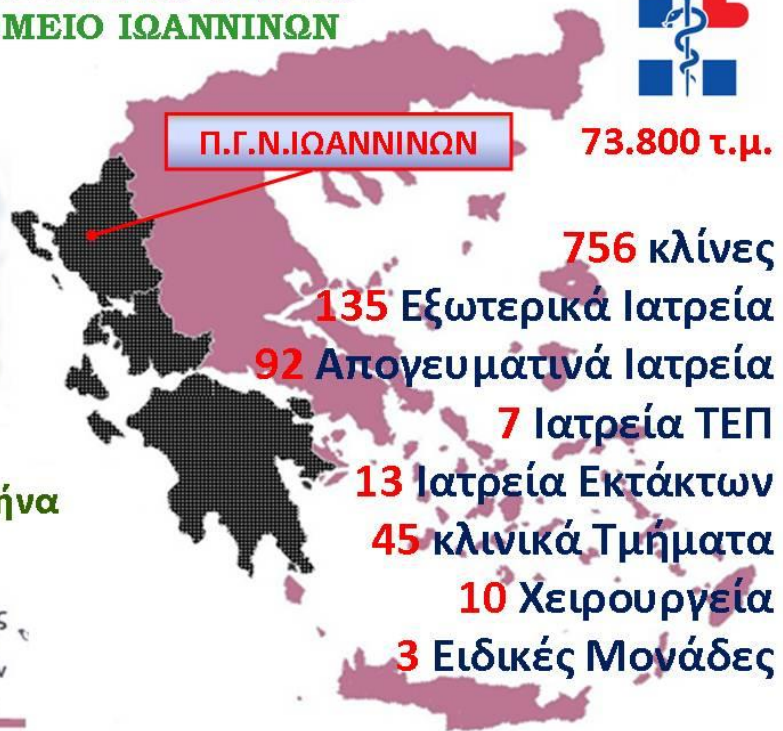 ΜΕΙΟ ΙΩΑΝΝΙΝΩΝ
Π.Γ.Ν.ΙΩΑΝΝΙΝΩΝ
73.800 τ.μ.
756 κλίνες
135 Εξωτερικά Ιατρεία
92 Απογευματινά Ιατρεία
7 Ιατρεία ΤΕΠ
13 Ιατρεία Εκτάκτων
ήνα
45 κλινικά Τμήματα
10 Χειρουργεία
3 Ειδικές Μονάδες